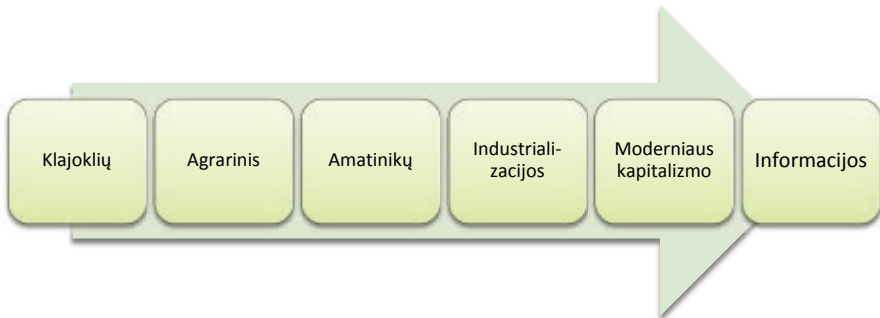 Klajoklių
Agrarinis
Amatinikų
Industriali-
zacijos
Moderniaus
kapitalizmo
Informacijos